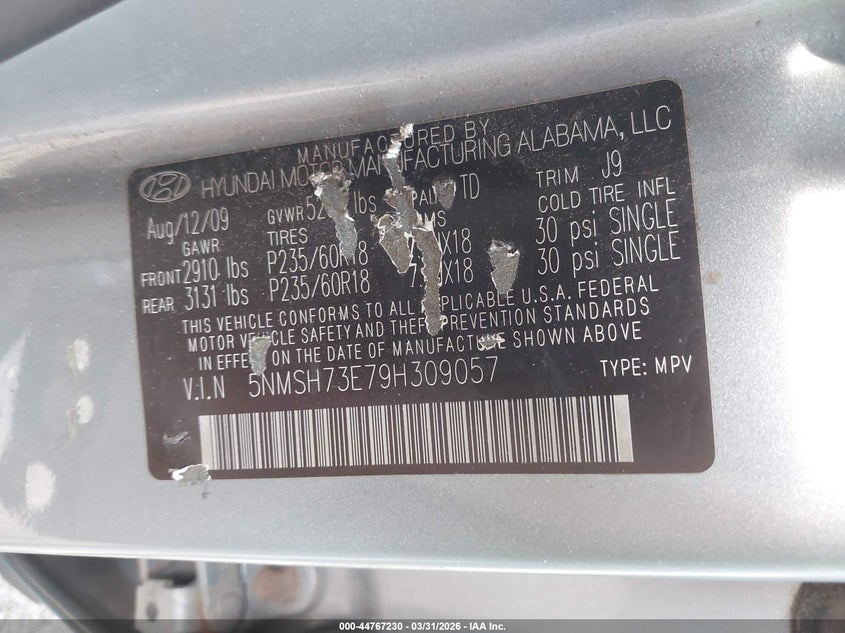 MANUFACTURED BY
HYUNDAI MOTOR MANUFACTURING ALABAMA, LLC
Aug/12/09 GVWR lbs TD TRIM J9
GAWR TIRES COLD TIRE INFL
FRONT 2910 lbs P235/60R18 30 psi SINGLE
REAR 3131 lbs P235/60R18 30 psi SINGLE
THIS VEHICLE CONFORMS TO ALL APPLICABLE U.S.A. FEDERAL
MOTOR VEHICLE SAFETY AND THEFT PREVENTION STANDARDS
IN EFFECT ON THE DATE OF MANUFACTURE SHOWN ABOVE
V.I.N 5NMSH73E79H309057 TYPE: MPV
000-44767230 — 03/31/2026 — IAA Inc.